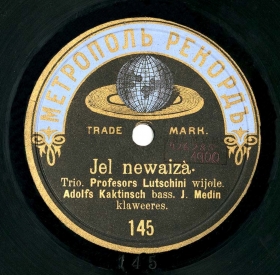 МЕТРОПОЛЬ РЕКОРДЪ
TRADE MARK.
Jel newaizà.
Trio. Profesors Lutschini wijole.
Adolfs Kaktinsch bass. J. Medin
klaweeres.
145
145